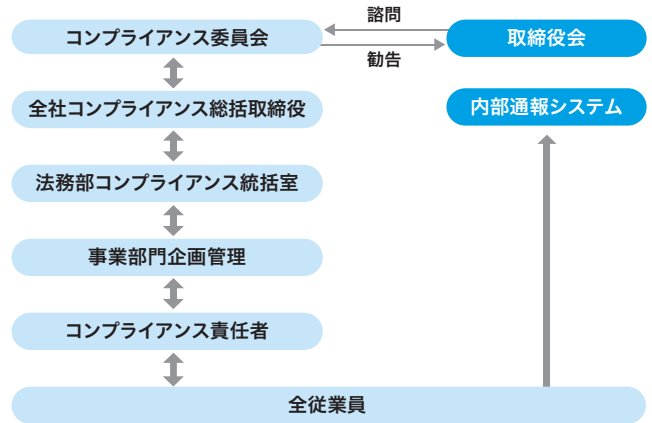 諮問
コンプライアンス委員会
取締役会
勧告
全社コンプライアンス総括取締役
内部通報システム
法務部コンプライアンス統括室
事業部門企画管理
コンプライアンス責任者
全従業員